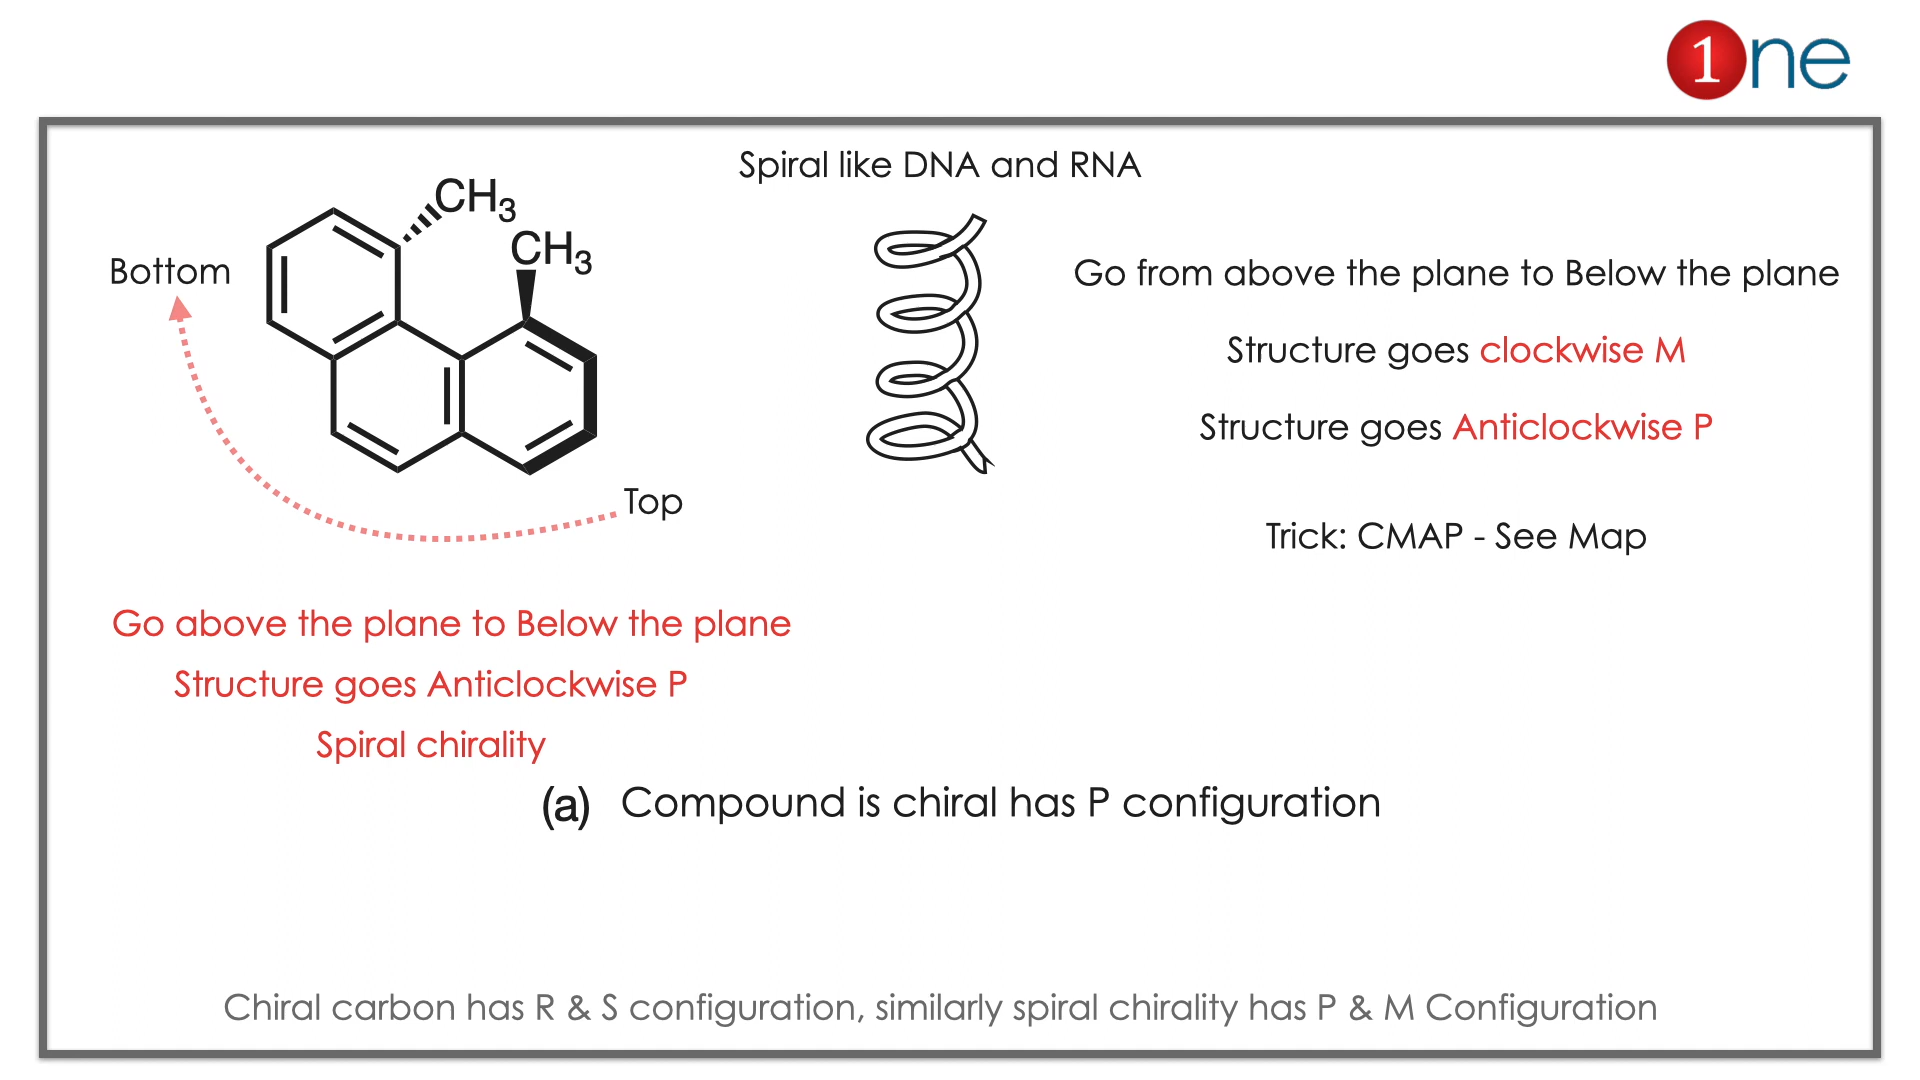 1ne
Spiral like DNA and RNA
CH3
CH3
Bottom
Top
Go from above the plane to Below the plane
Structure goes clockwise M
Structure goes Anticlockwise P
Trick: CMAP - See Map
Go above the plane to Below the plane
Structure goes Anticlockwise P
Spiral chirality
(a) Compound is chiral has P configuration
Chiral carbon has R & S configuration, similarly spiral chirality has P & M Configuration